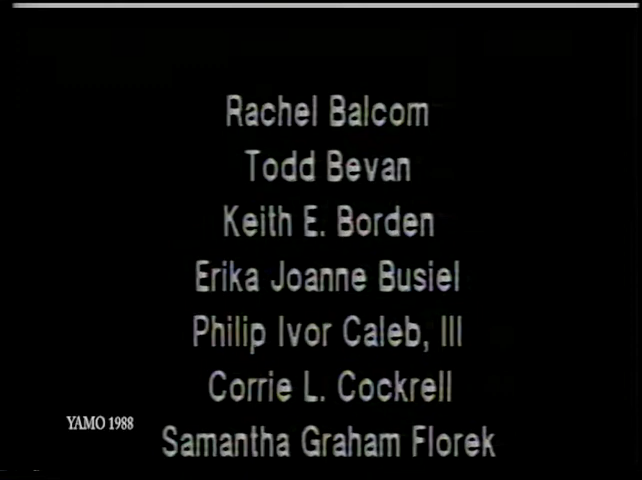 Rachel Balcom
Todd Bevan
Keith E. Borden
Erika Joanne Busiel
Philip Ivor Caleb, III
Corrie L. Cockrell
YAMO 1988
Samantha Graham Florek